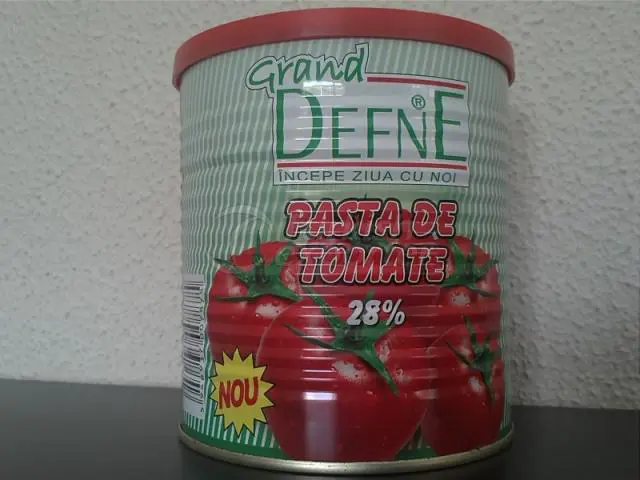 Grand
DEFNE®
ÎNCEPE ZIUA CU NOI
PASTA DE
TOMATE
28%
NOU